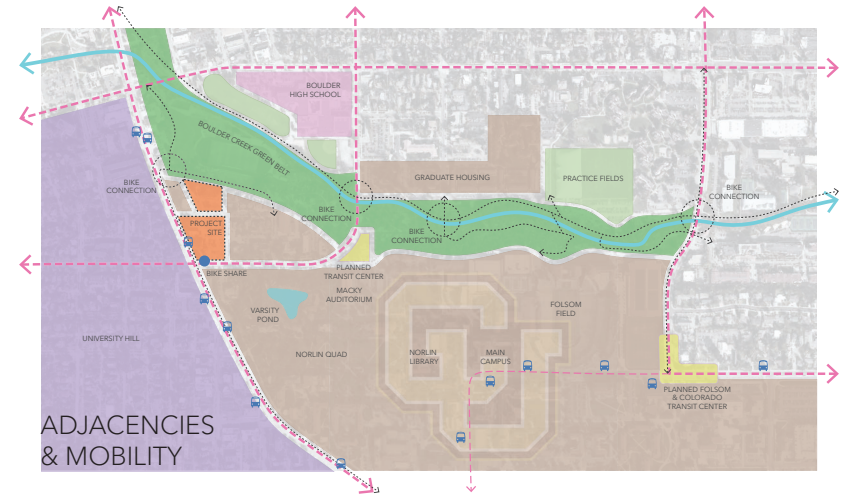 BOULDER
HIGH SCHOOL
BOULDER CREEK GREEN BELT
GRADUATE HOUSING
PRACTICE FIELDS
BIKE
CONNECTION
BIKE
CONNECTION
BIKE
CONNECTION
BIKE
CONNECTION
PROJECT
SITE
BIKE SHARE
PLANNED
TRANSIT CENTER
MACKY
AUDITORIUM
VARSITY
POND
FOLSOM
FIELD
UNIVERSITY HILL
NORLIN QUAD
NORLIN
LIBRARY
MAIN
CAMPUS
PLANNED FOLSOM
& COLORADO
TRANSIT CENTER
ADJACENCIES
& MOBILITY